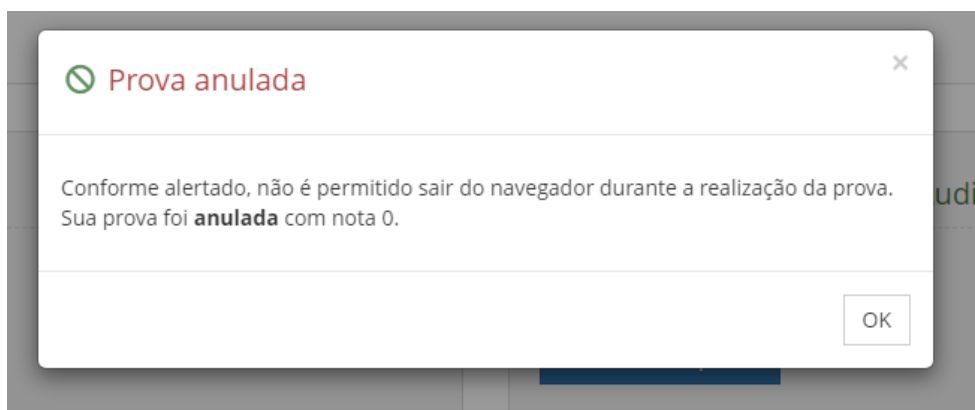 Prova anulada
×
Conforme alertado, não é permitido sair do navegador durante a realização da prova.
Sua prova foi anulada com nota 0.
udi
OK